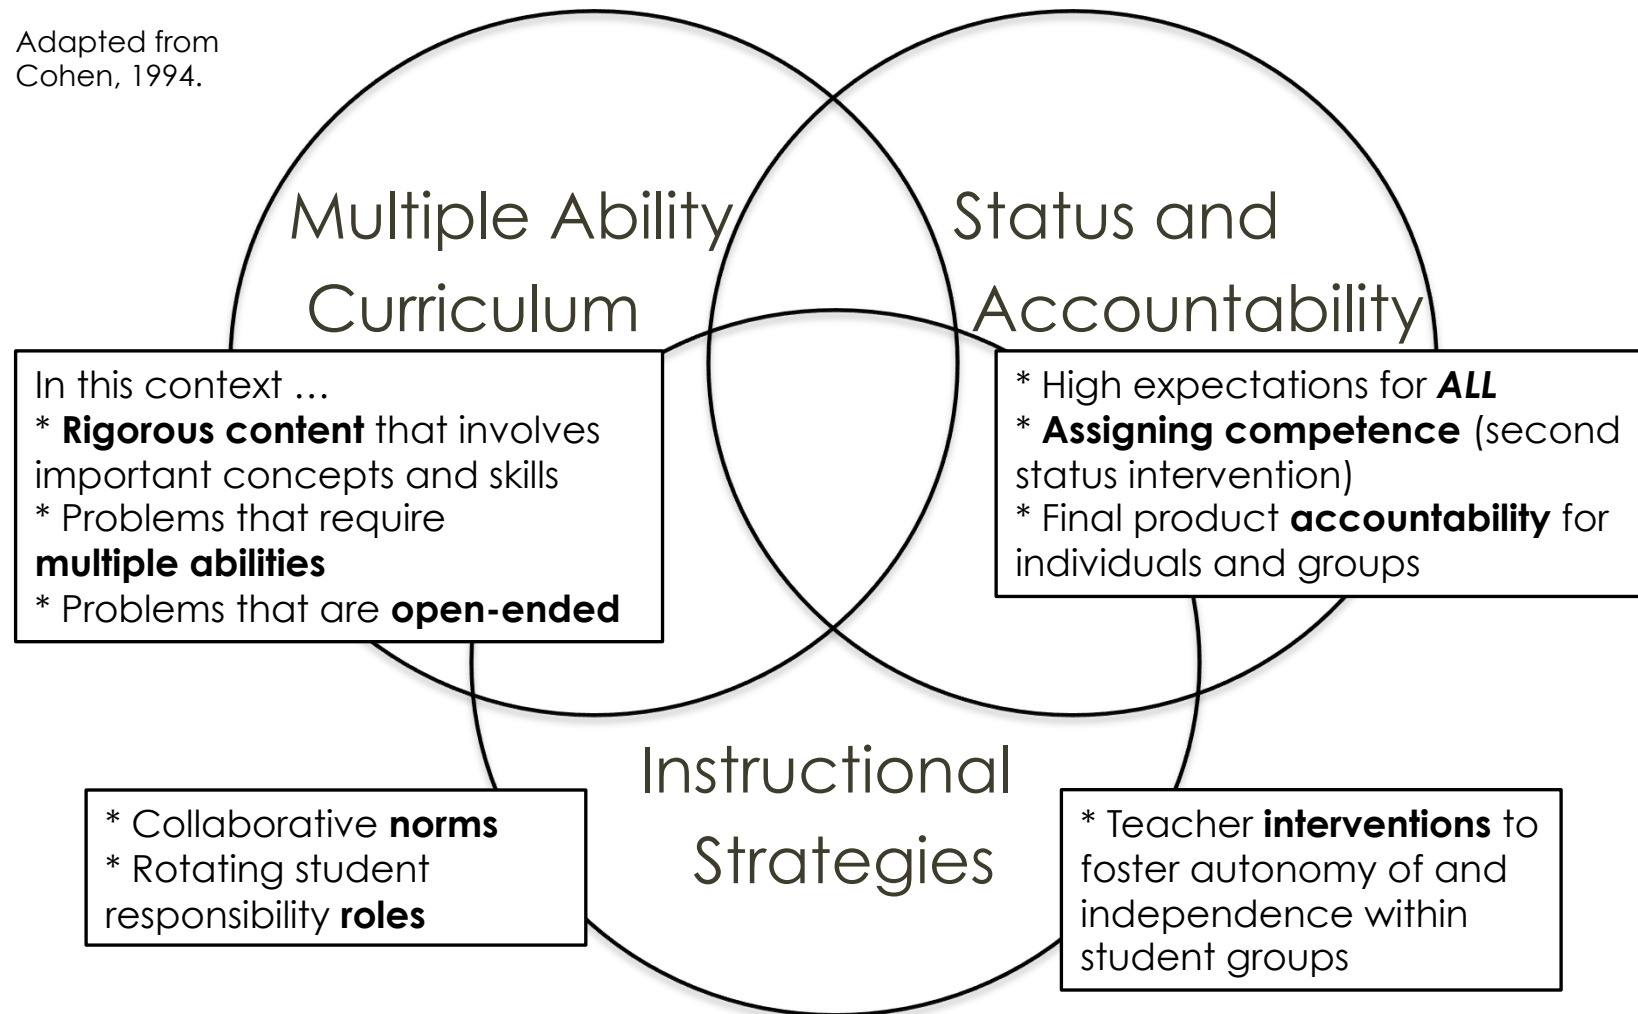 Adapted from
Cohen, 1994.
Multiple Ability
Curriculum
Status and
Accountability
In this context …
* Rigorous content that involves
important concepts and skills
* Problems that require
multiple abilities
* Problems that are open-ended
* High expectations for ALL
* Assigning competence (second
status intervention)
* Final product accountability for
individuals and groups
Instructional
Strategies
* Collaborative norms
* Rotating student
responsibility roles
* Teacher interventions to
foster autonomy of and
independence within
student groups